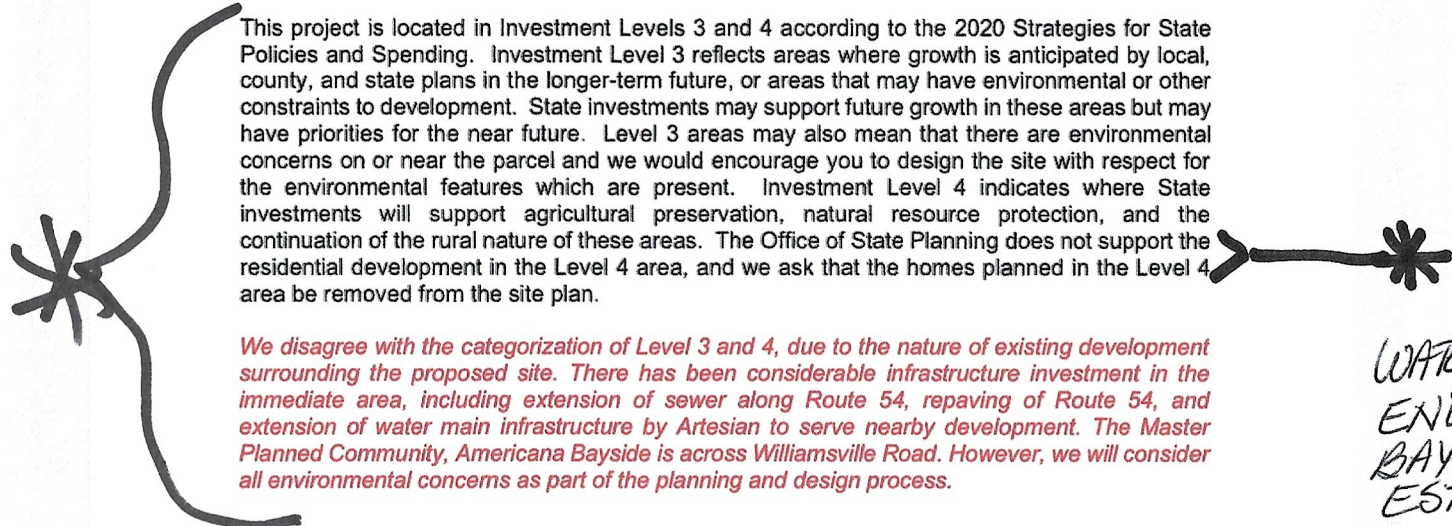 This project is located in Investment Levels 3 and 4 according to the 2020 Strategies for State
Policies and Spending. Investment Level 3 reflects areas where growth is anticipated by local,
county, and state plans in the longer-term future, or areas that may have environmental or other
constraints to development. State investments may support future growth in these areas but may
have priorities for the near future. Level 3 areas may also mean that there are environmental
concerns on or near the parcel and we would encourage you to design the site with respect for
the environmental features which are present. Investment Level 4 indicates where State
investments will support agricultural preservation, natural resource protection, and the
continuation of the rural nature of these areas. The Office of State Planning does not support the
residential development in the Level 4 area, and we ask that the homes planned in the Level 4
area be removed from the site plan.
We disagree with the categorization of Level 3 and 4, due to the nature of existing development
surrounding the proposed site. There has been considerable infrastructure investment in the
immediate area, including extension of sewer along Route 54, repaving of Route 54, and
extension of water main infrastructure by Artesian to serve nearby development. The Master
Planned Community, Americana Bayside is across Williamsville Road. However, we will consider
all environmental concerns as part of the planning and design process.
BAY